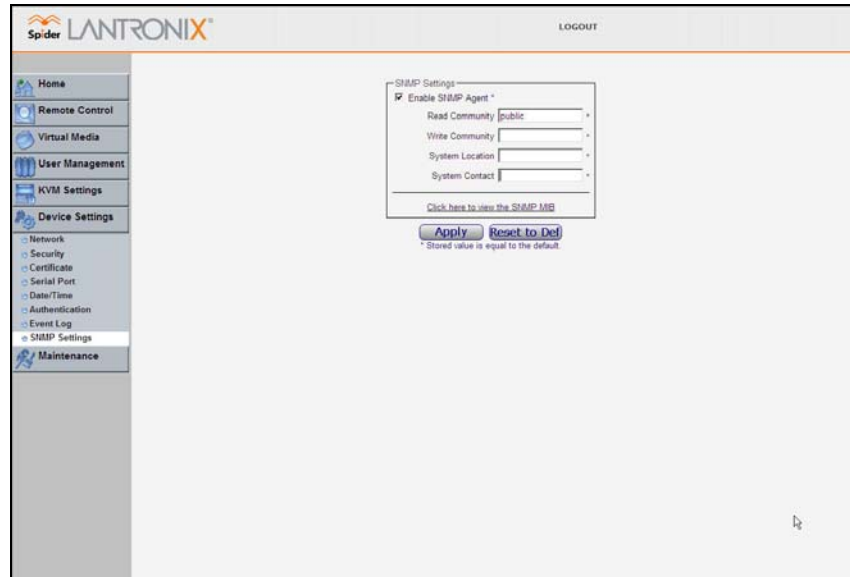 Spider LANTRONIX®
LOGOUT
Home
Remote Control
Virtual Media
User Management
KVM Settings
Device Settings
Network
Security
Certificate
Serial Port
Date/Time
Authentication
Event Log
SNMP Settings
Maintenance
SNMP Settings
Enable SNMP Agent *
Read Community public *
Write Community *
System Location *
System Contact *
Click here to view the SNMP MIB
Apply Reset to Def
* Stored value is equal to the default.